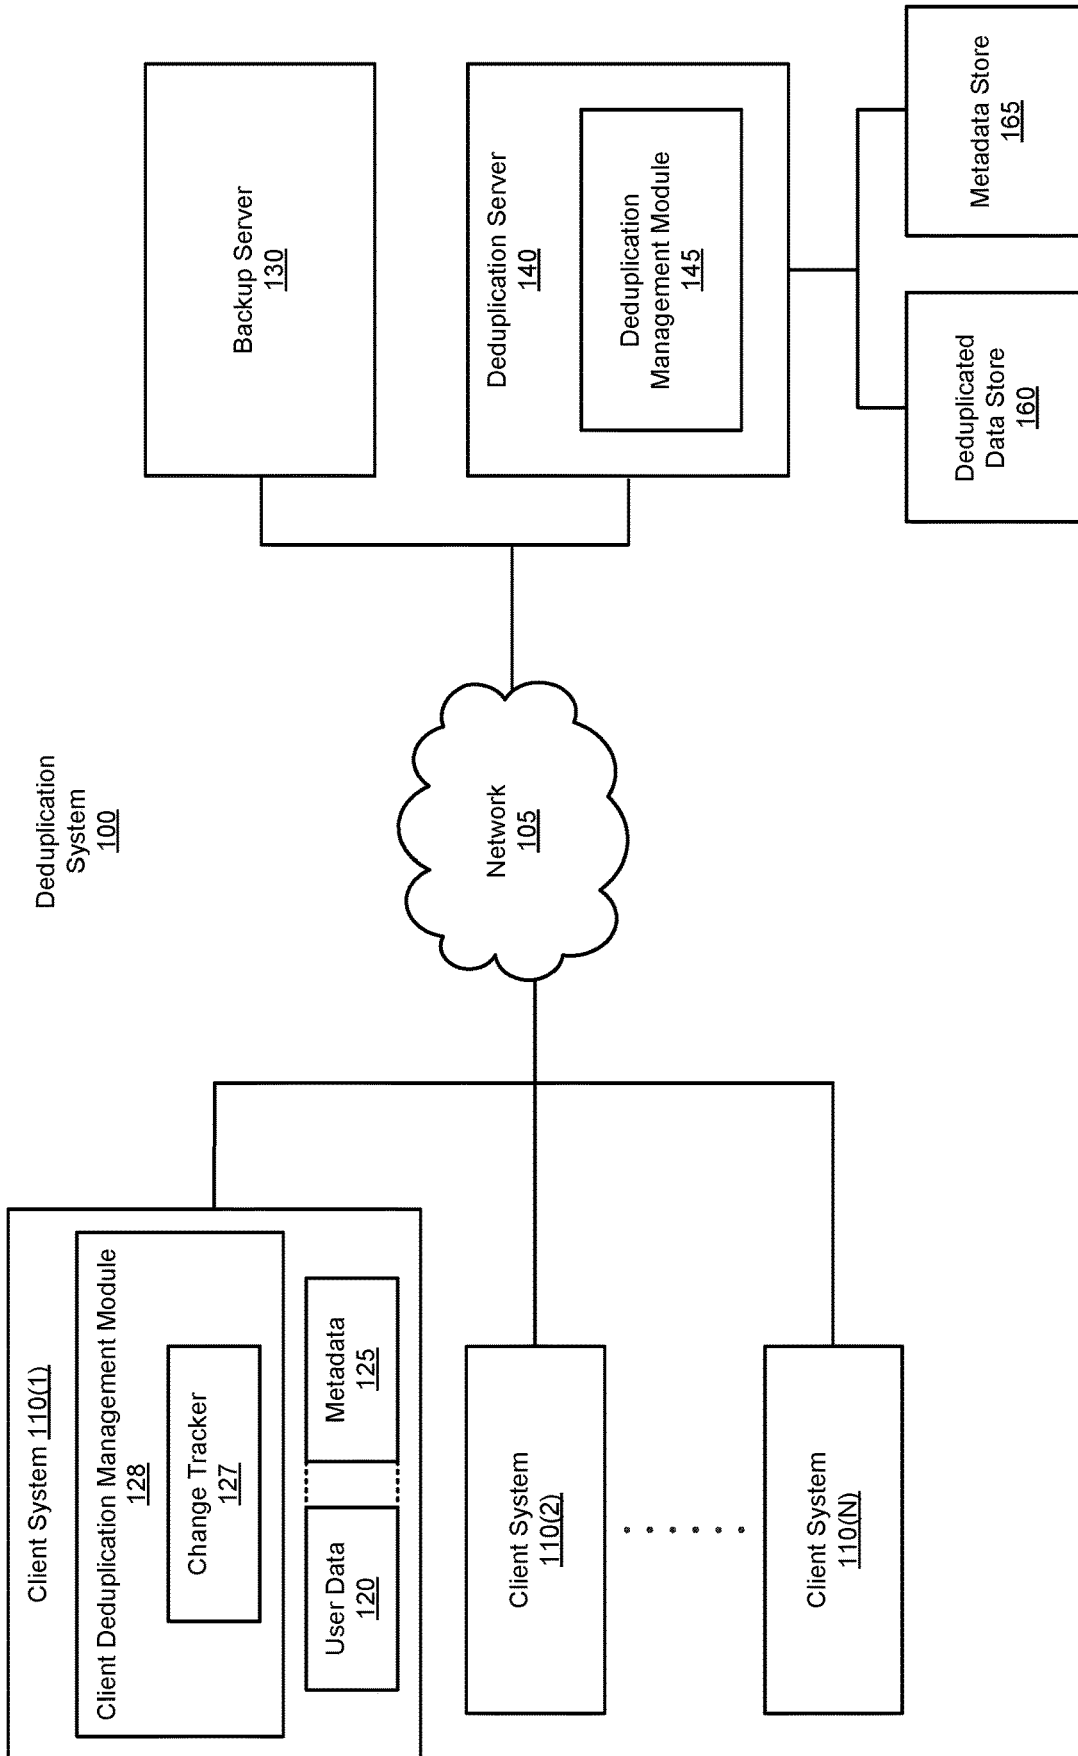 Deduplication
System
100
Client System 110(1)
Client Deduplication Management Module
128
Change Tracker
127
User Data
120
Metadata
125
Client System
110(2)
Client System
110(N)
Network
105
Backup Server
130
Deduplication Server
140
Deduplication
Management Module
145
Deduplicated
Data Store
160
Metadata Store
165